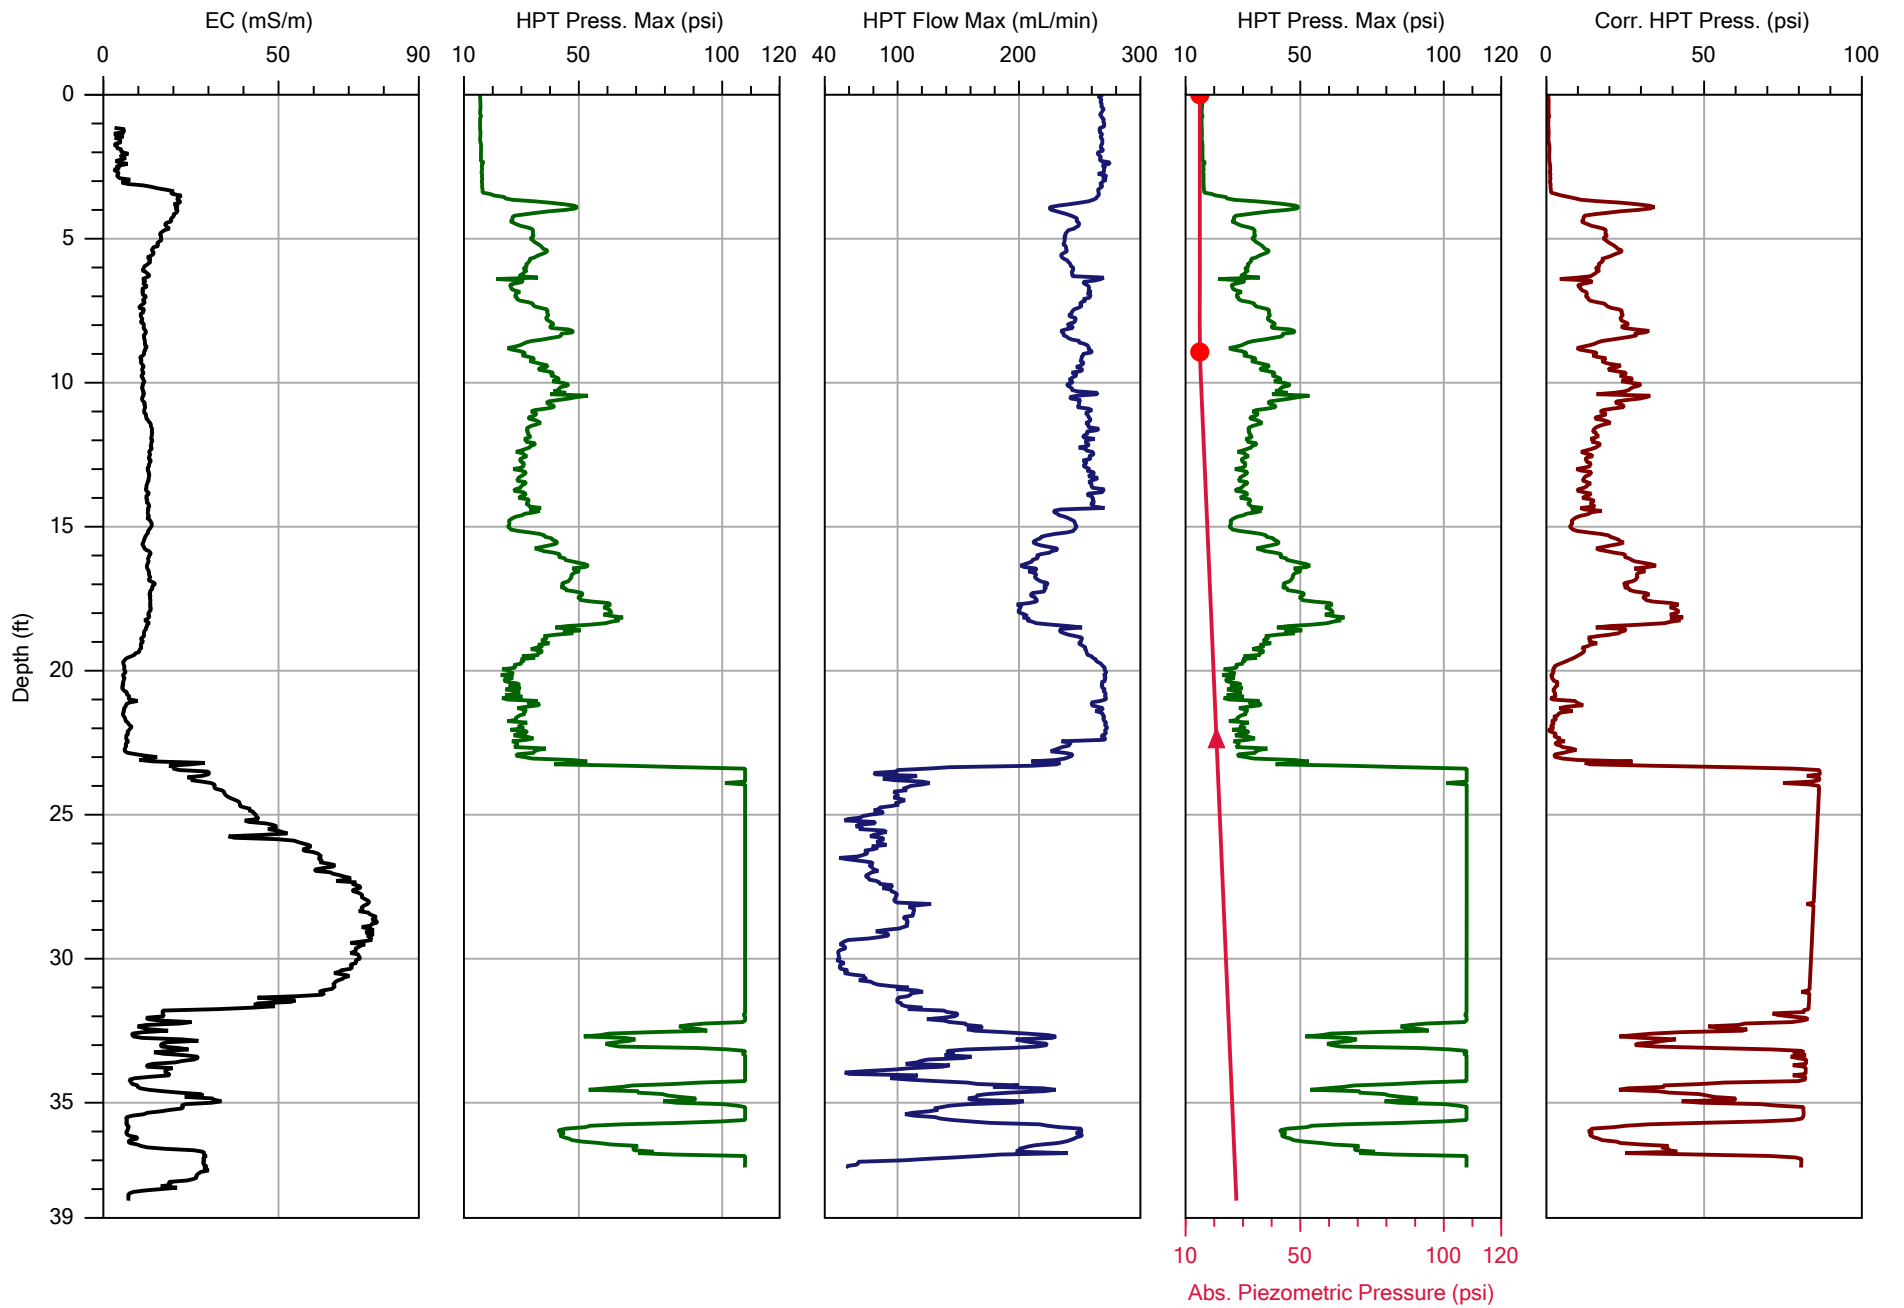 EC (mS/m) HPT Press. Max (psi) HPT Flow Max (mL/min) HPT Press. Max (psi) Corr. HPT Press. (psi)
0 50 90 10 50 100 120 40 100 200 300 10 50 100 120 0 50 100
0
5
10
15
Depth (ft)
20
25
30
35
39
10 50 100 120
Abs. Piezometric Pressure (psi)